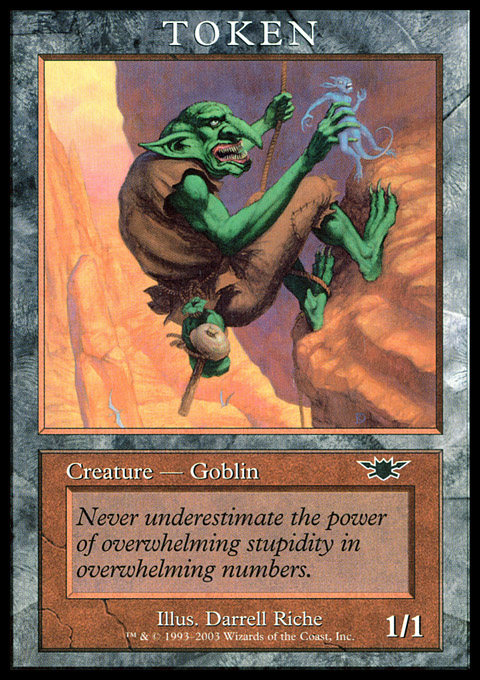 TOKEN
Creature — Goblin
Never underestimate the power
of overwhelming stupidity in
overwhelming numbers.
Illus. Darrell Riche
™ & © 1993–2003 Wizards of the Coast, Inc.
1/1